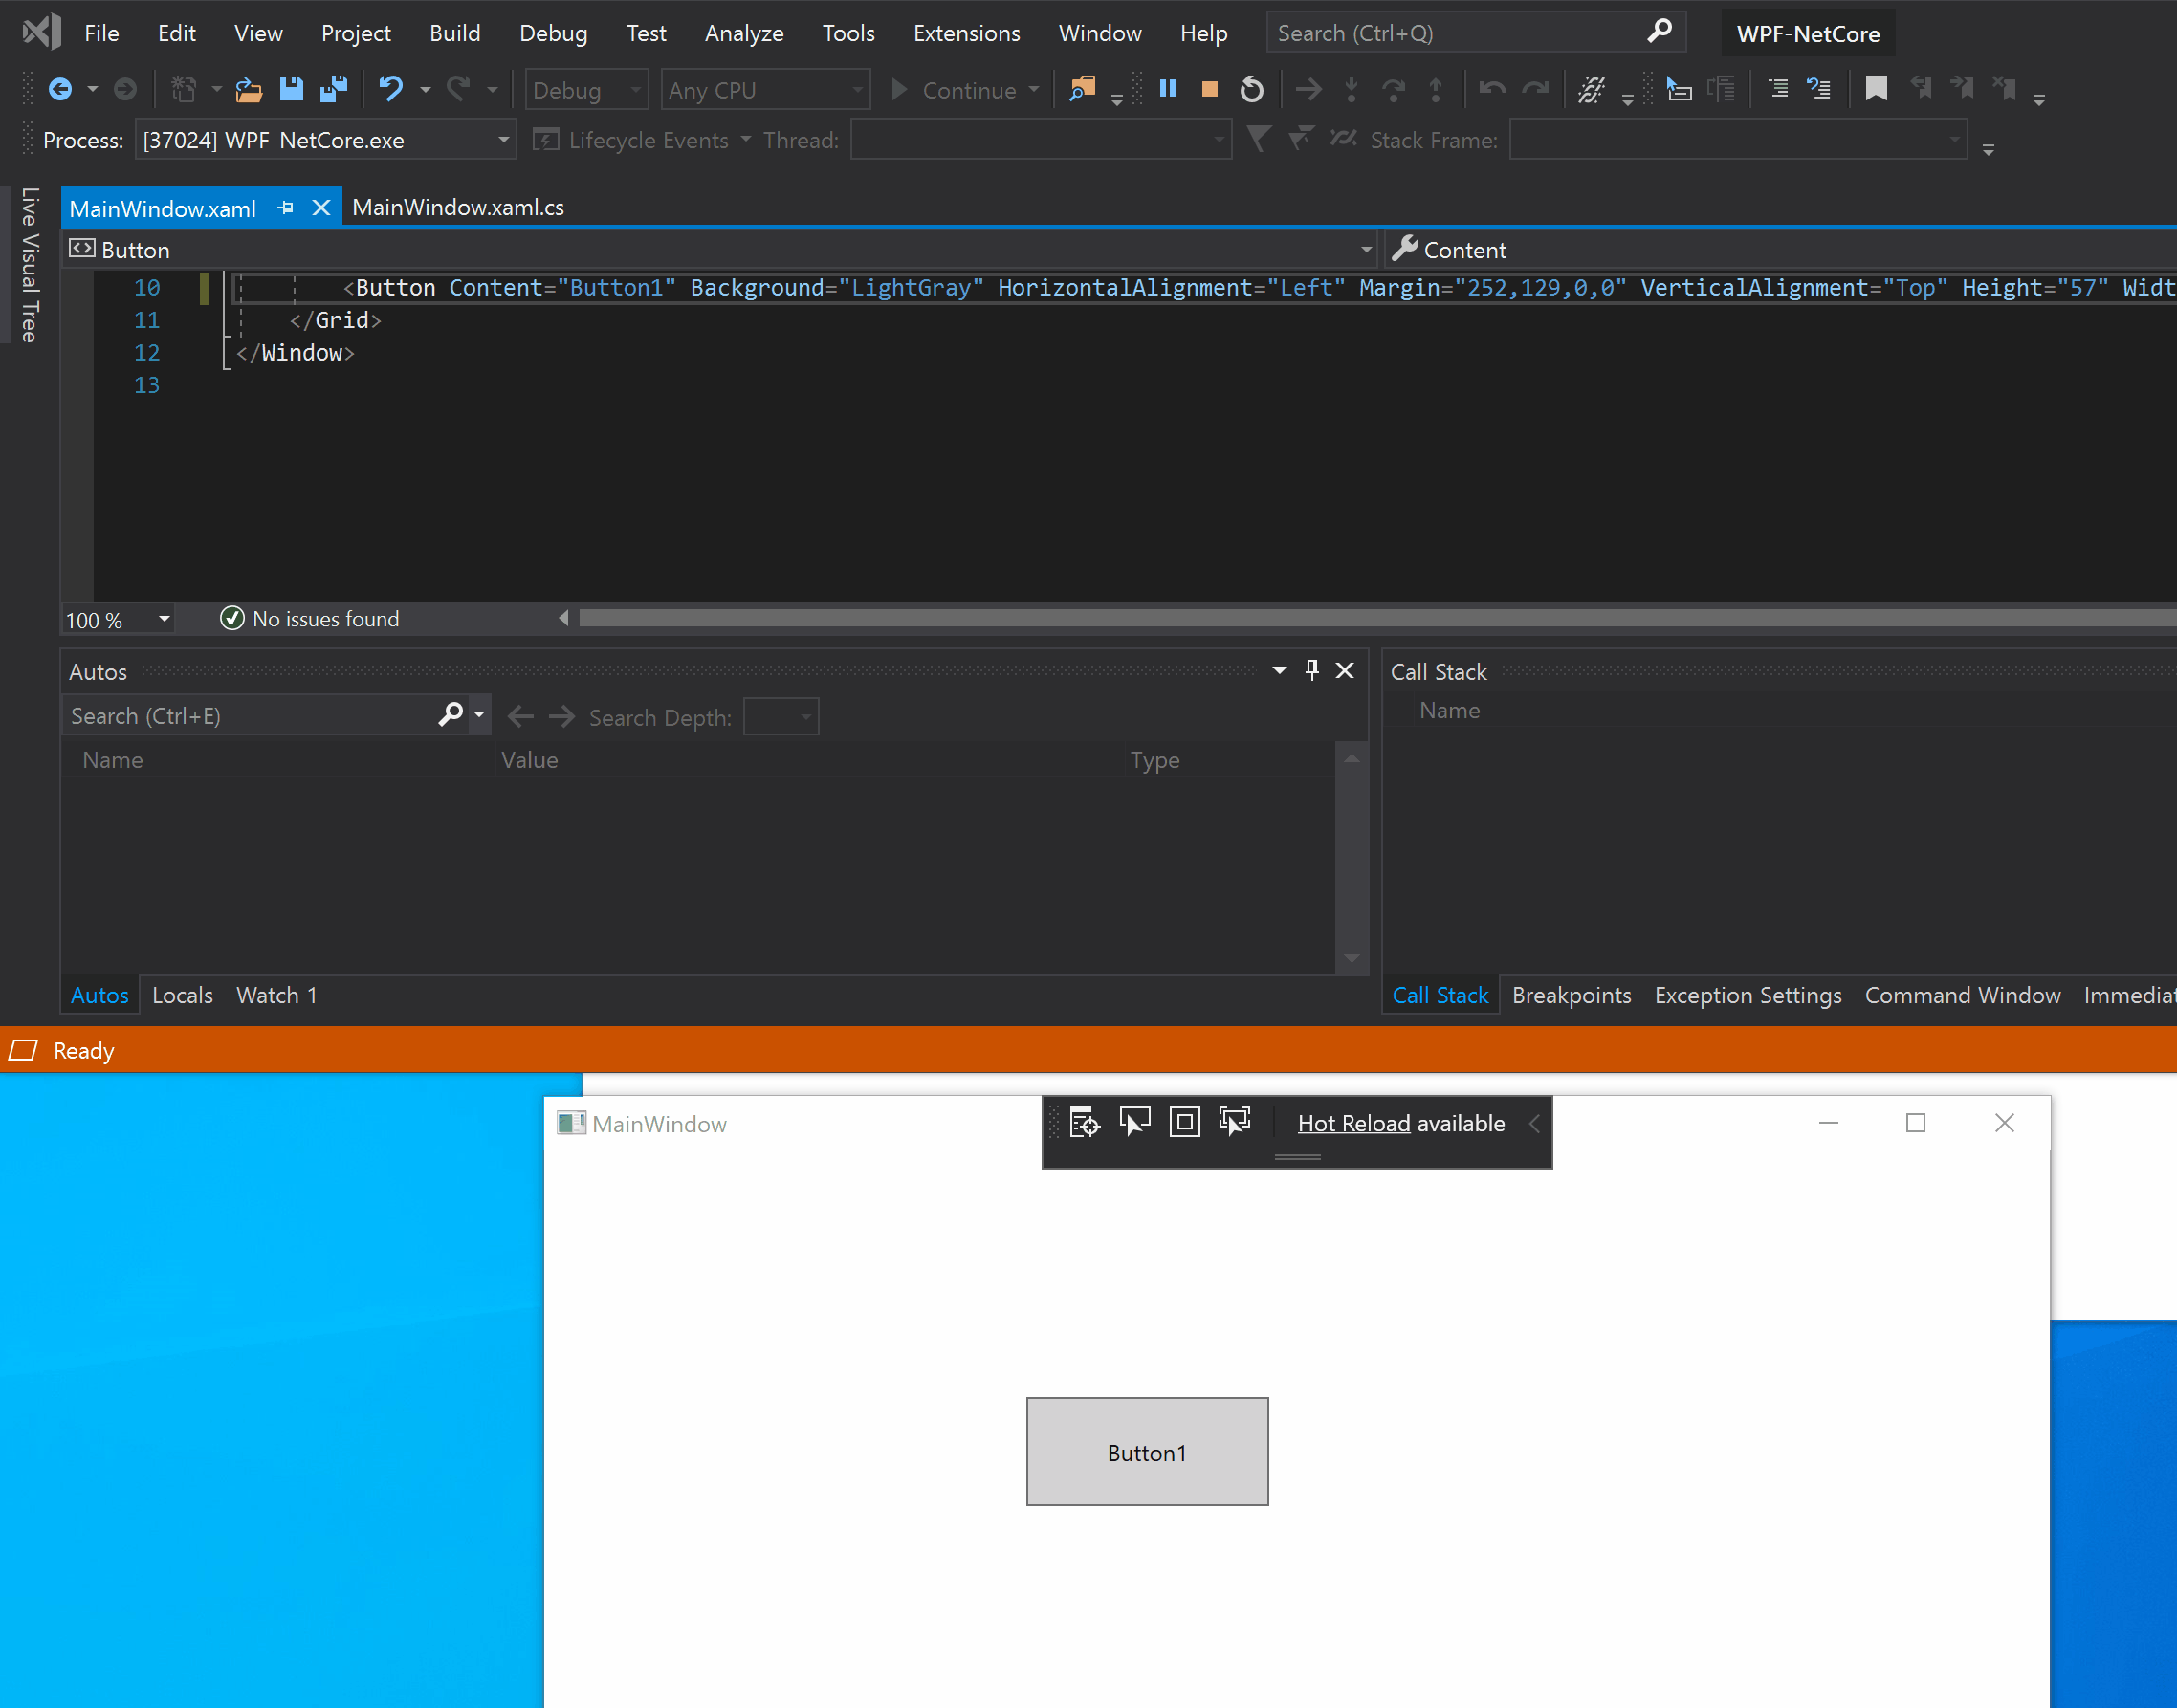 File Edit View Project Build Debug Test Analyze Tools Extensions Window Help Search (Ctrl+Q) WPF-NetCore
Debug Any CPU Continue
Process: [37024] WPF-NetCore.exe Lifecycle Events Thread: Stack Frame:
Live Visual Tree
MainWindow.xaml MainWindow.xaml.cs
Button Content
10 <Button Content="Button1" Background="LightGray" HorizontalAlignment="Left" Margin="252,129,0,0" VerticalAlignment="Top" Height="57" Widt
11 </Grid>
12 </Window>
13
100 % No issues found
Autos
Search (Ctrl+E) Search Depth:
Name Value Type
Autos Locals Watch 1
Call Stack
Name
Call Stack Breakpoints Exception Settings Command Window Immediat
Ready
MainWindow Hot Reload available
Button1